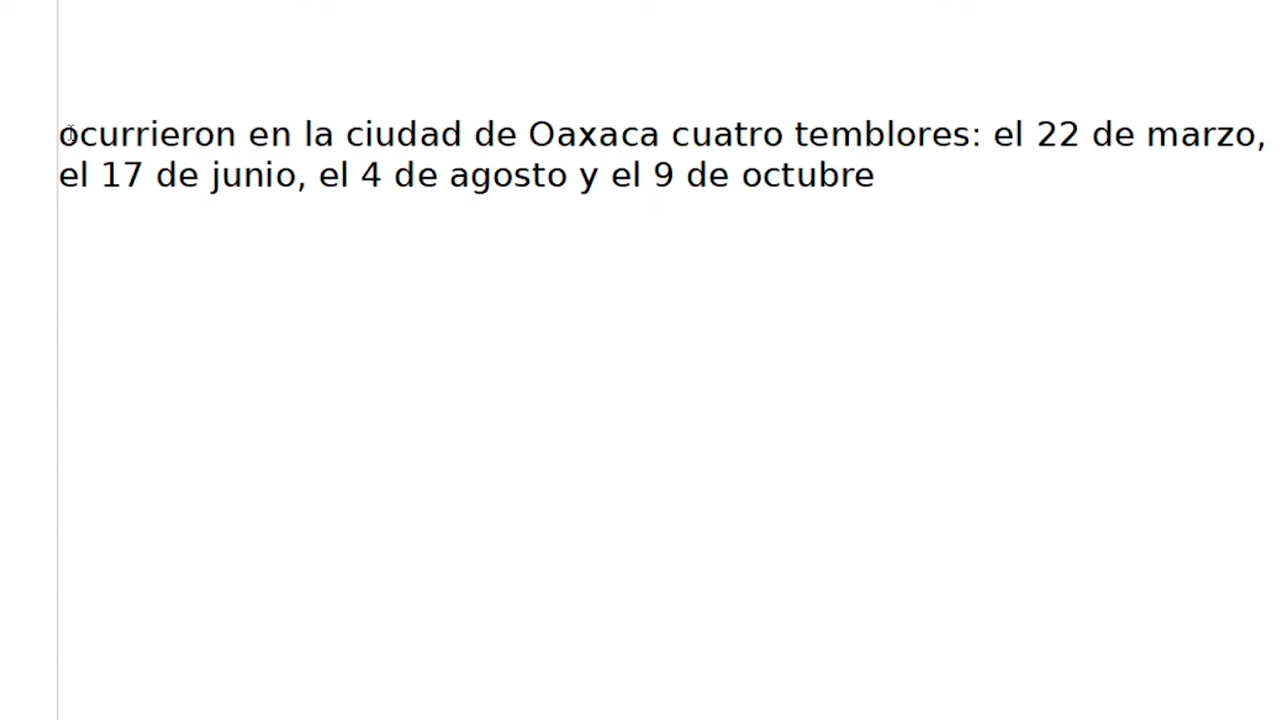 ocurrieron en la ciudad de Oaxaca cuatro temblores: el 22 de marzo,
el 17 de junio, el 4 de agosto y el 9 de octubre